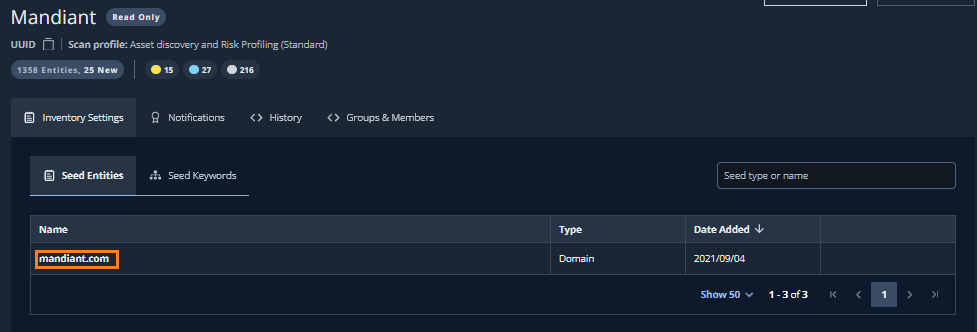 Mandiant Read Only
UUID Scan profile: Asset discovery and Risk Profiling (Standard)
1358 Entities, 25 New 15 27 216
Inventory Settings Notifications History Groups & Members
Seed Entities Seed Keywords Seed type or name
Name Type Date Added
mandiant.com Domain 2021/09/04
Show 50 1 - 3 of 3 1